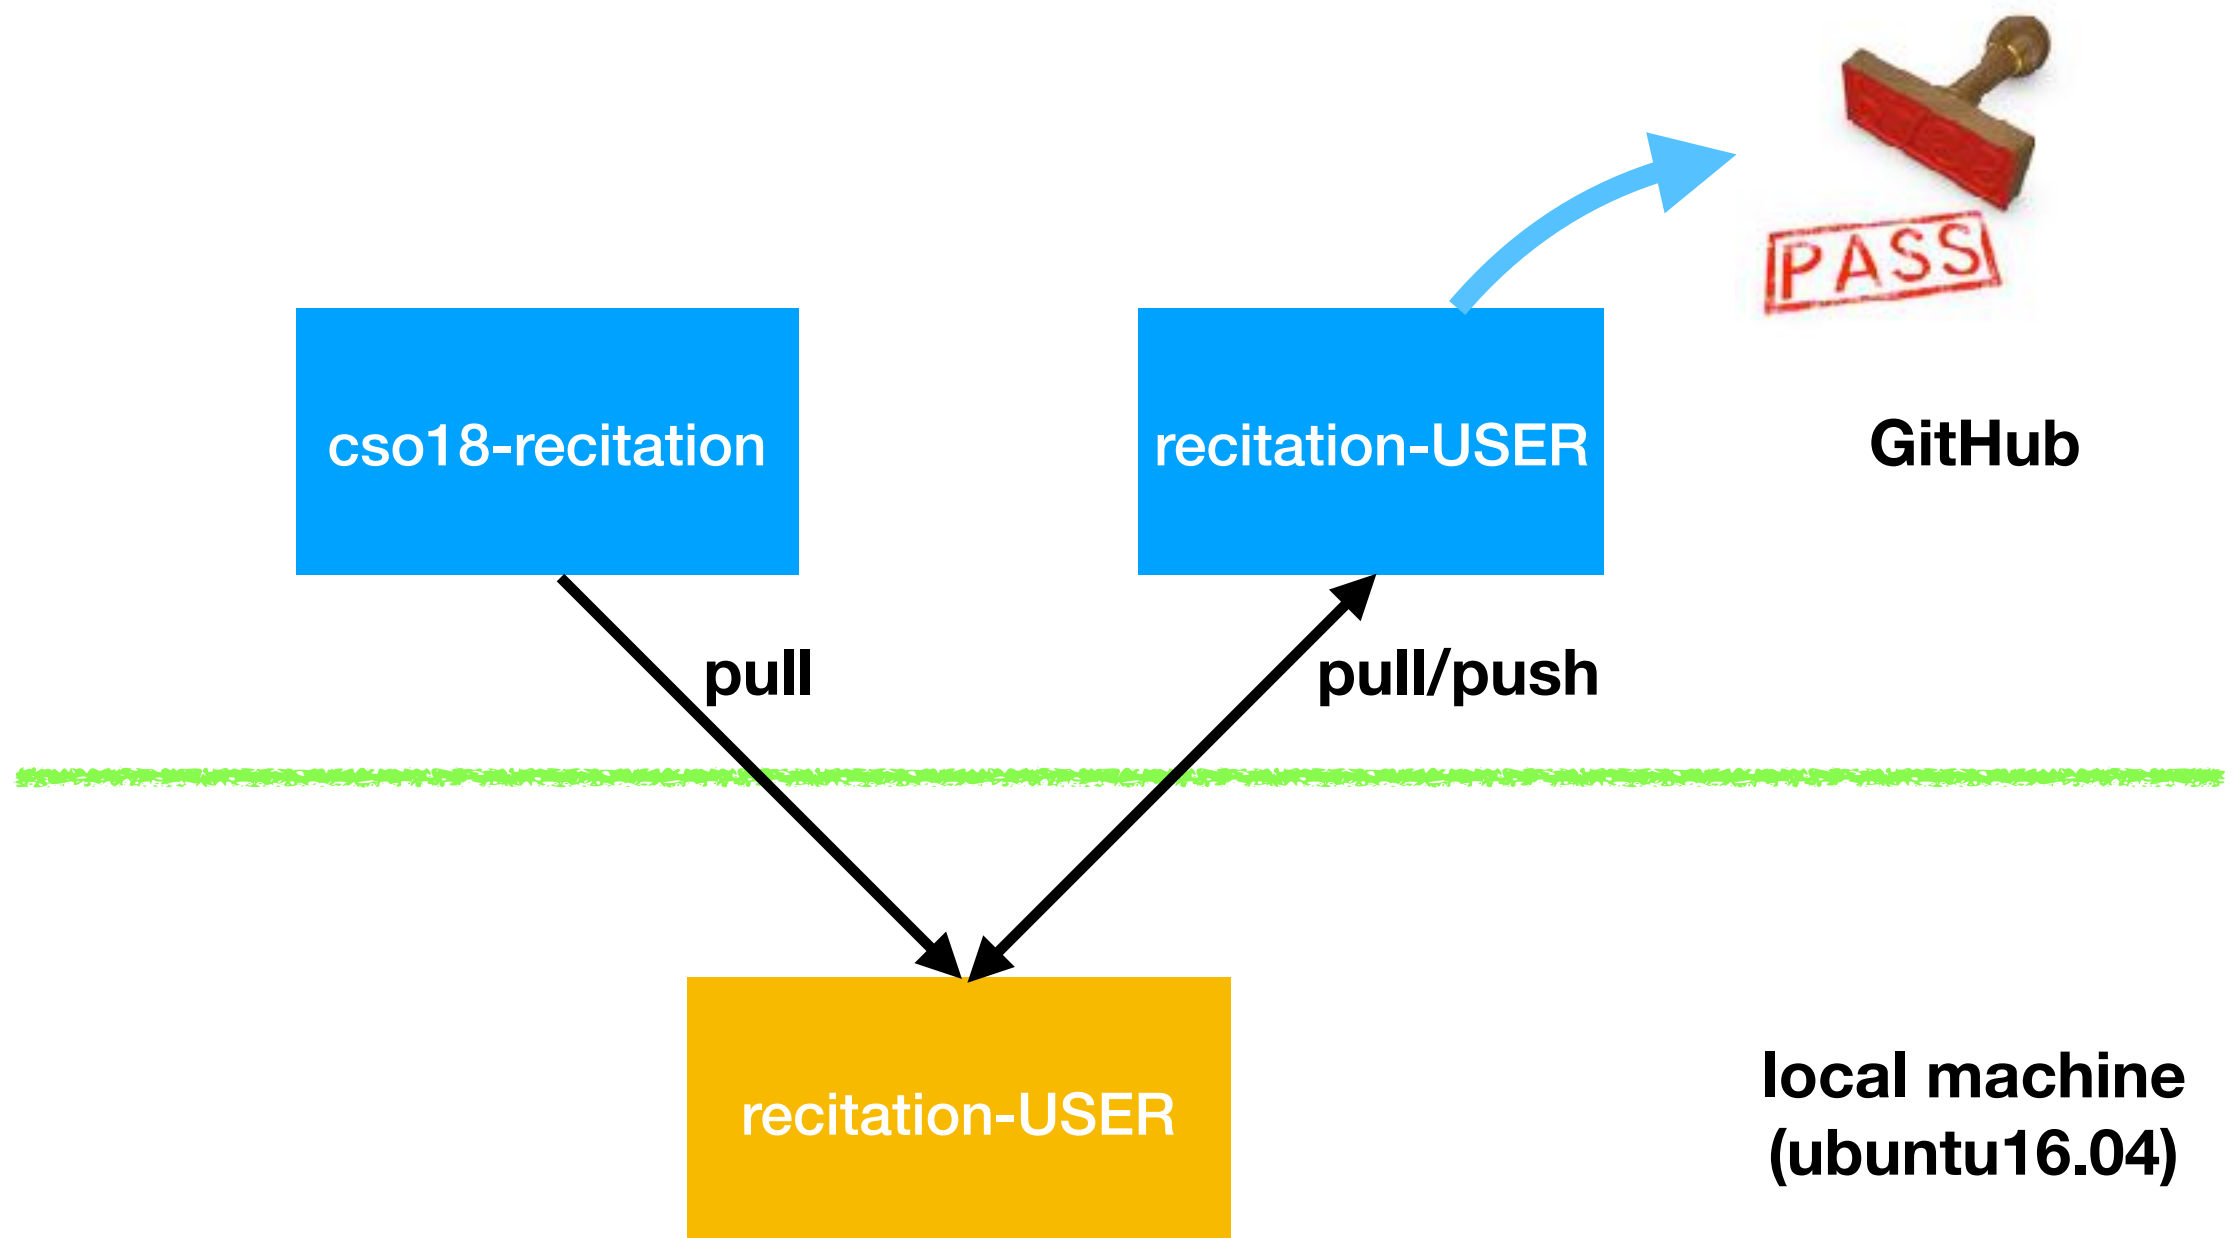 PASS
cso18-recitation
recitation-USER
GitHub
pull
pull/push
recitation-USER
local machine
(ubuntu16.04)